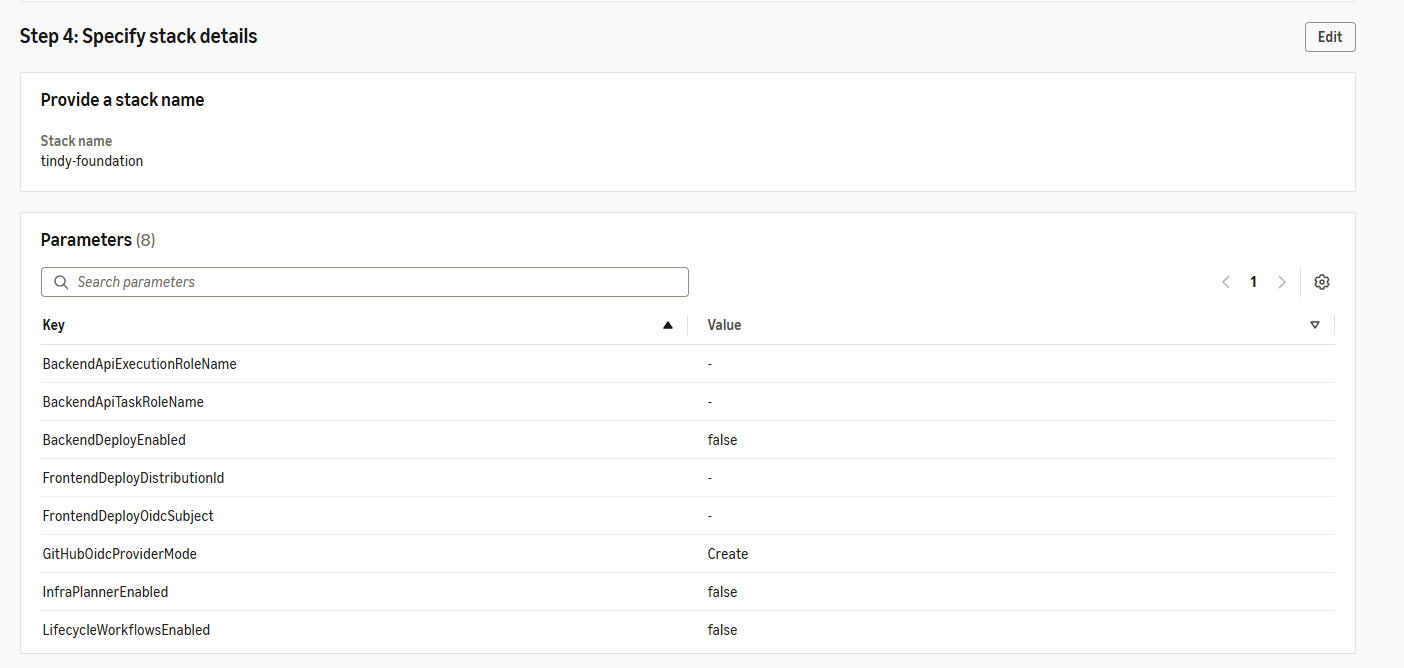 Step 4: Specify stack details
Edit
Provide a stack name
Stack name
tindy-foundation
Parameters (8)
Search parameters
1
Key Value
BackendApiExecutionRoleName -
BackendApiTaskRoleName -
BackendDeployEnabled false
FrontendDeployDistributionId -
FrontendDeployOidcSubject -
GitHubOidcProviderMode Create
InfraPlannerEnabled false
LifecycleWorkflowsEnabled false